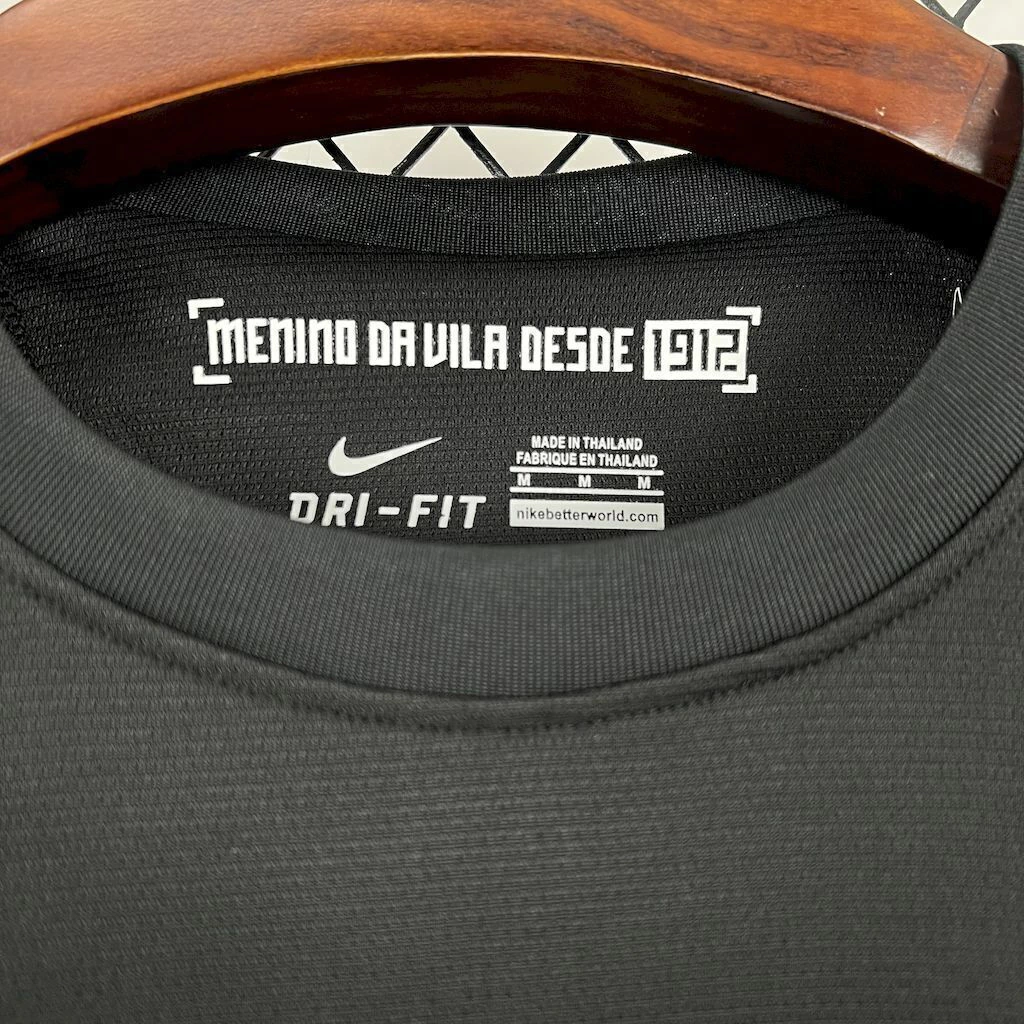 MENINO DA VILA DESDE 1912
DRI-FIT
MADE IN THAILAND
FABRIQUE EN THAILAND
M M M
nikebetterworld.com